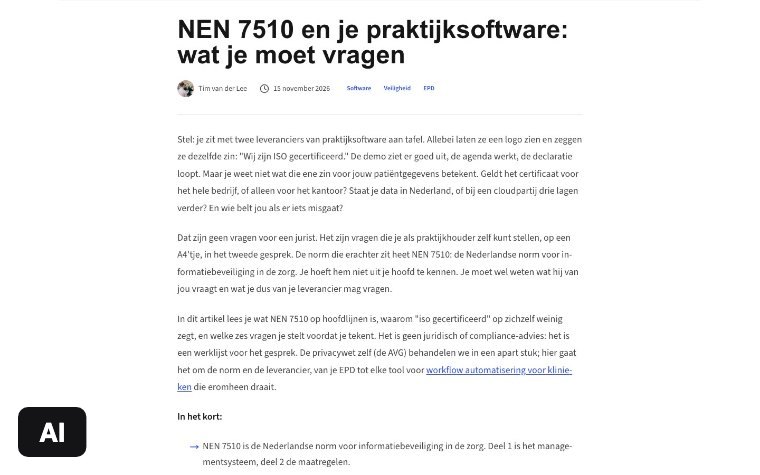 NEN 7510 en je praktijksoftware:
wat je moet vragen
Tim van der Lee 15 november 2026 Software Veiligheid EPD
Stel: je zit met twee leveranciers van praktijksoftware aan tafel. Allebei laten ze een logo zien en zeggen
ze dezelfde zin: "Wij zijn ISO gecertificeerd." De demo ziet er goed uit, de agenda werkt, de declaratie
loopt. Maar je weet niet wat die ene zin voor jouw patiëntgegevens betekent. Geldt het certificaat voor
het hele bedrijf, of alleen voor het kantoor? Staat je data in Nederland, of bij een cloudpartij drie lagen
verder? En wie belt jou als er iets misgaat?
Dat zijn geen vragen voor een jurist. Het zijn vragen die je als praktijkhouder zelf kunt stellen, op een
A4'tje, in het tweede gesprek. De norm die erachter zit heet NEN 7510: de Nederlandse norm voor in-
formatiebeveiliging in de zorg. Je hoeft hem niet uit je hoofd te kennen. Je moet wel weten wat hij van
jou vraagt en wat je dus van je leverancier mag vragen.
In dit artikel lees je wat NEN 7510 op hoofdlijnen is, waarom "iso gecertificeerd" op zichzelf weinig
zegt, en welke zes vragen je stelt voordat je tekent. Het is geen juridisch of compliance-advies: het is
een werklijst voor het gesprek. De privacywet zelf (de AVG) behandelen we in een apart stuk; hier gaat
het om de norm en de leverancier, van je EPD tot elke tool voor workflow automatisering voor klinie-
ken die eromheen draait.
In het kort:
→ NEN 7510 is de Nederlandse norm voor informatiebeveiliging in de zorg. Deel 1 is het manage-
mentsysteem, deel 2 de maatregelen.
AI